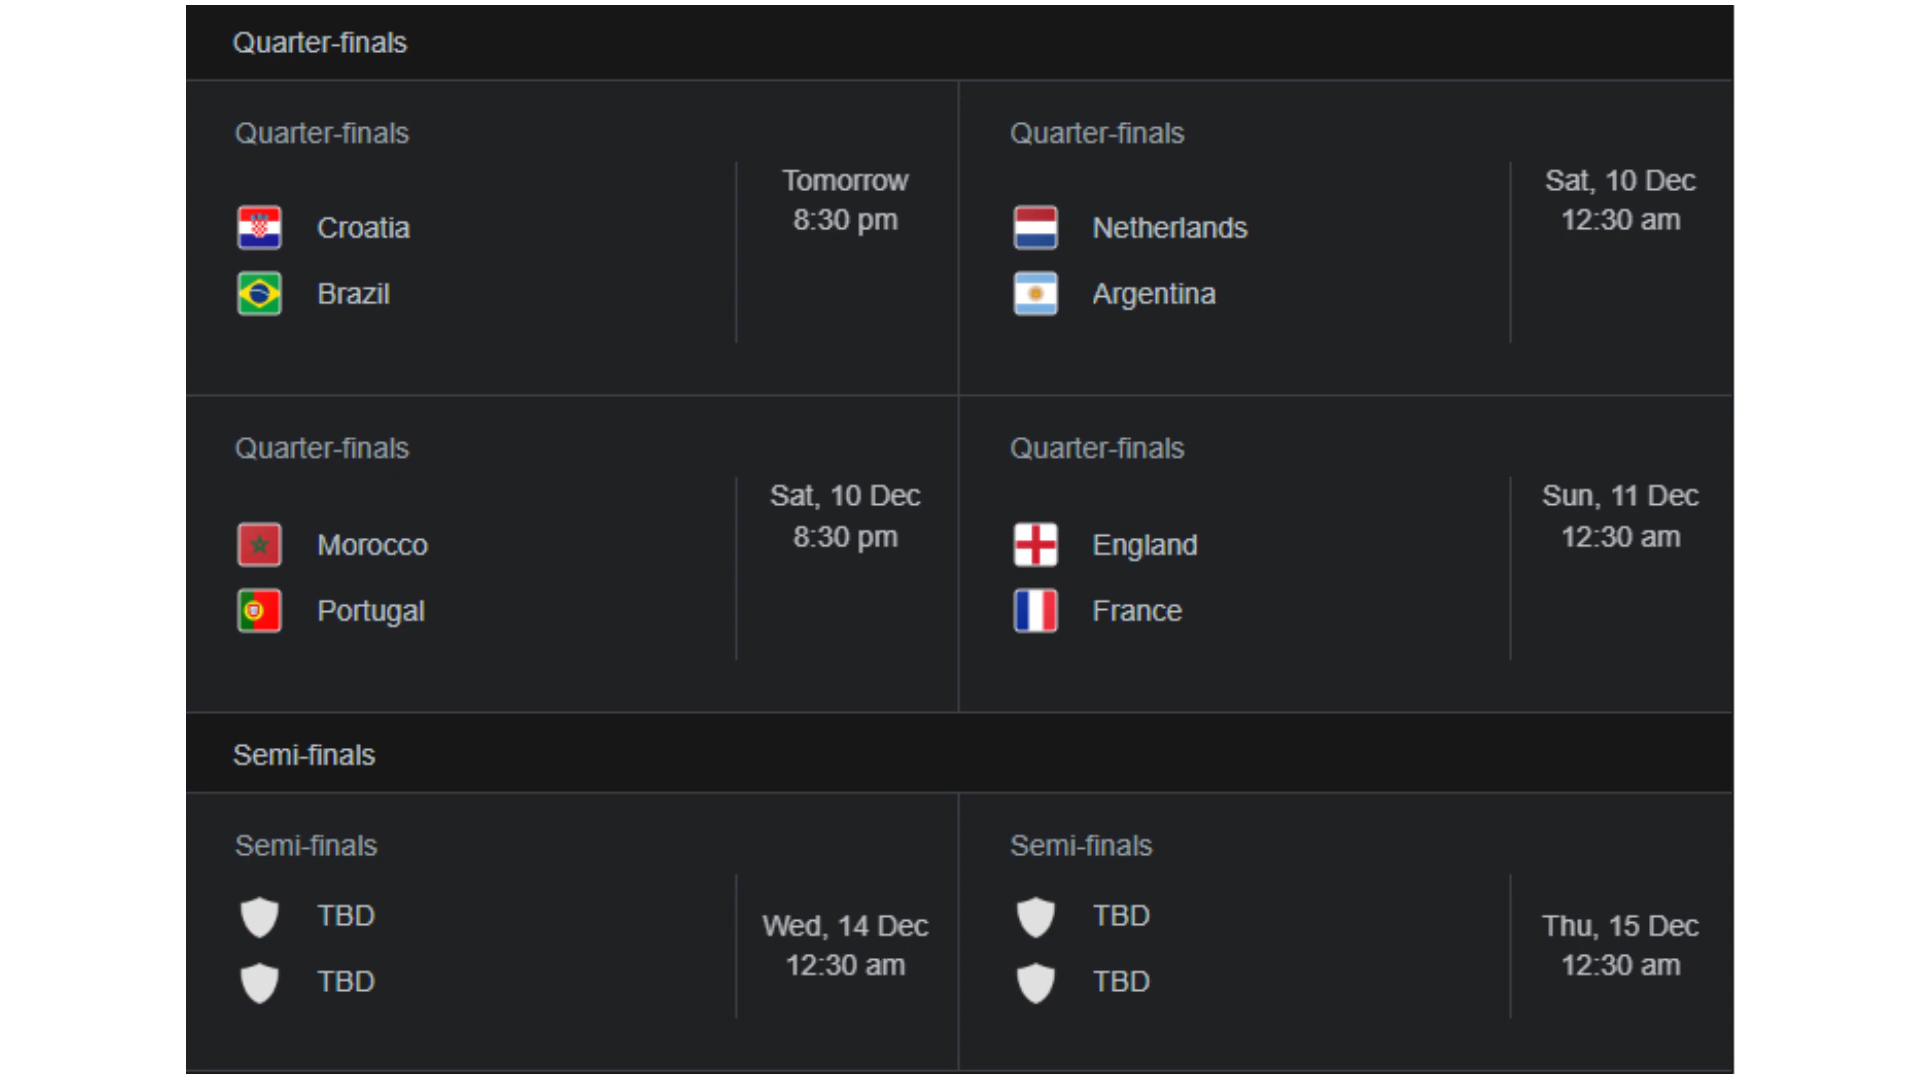 Quarter-finals
Quarter-finals
Tomorrow
8:30 pm
Croatia
Brazil
Quarter-finals
Sat, 10 Dec
12:30 am
Netherlands
Argentina
Quarter-finals
Sat, 10 Dec
8:30 pm
Morocco
Portugal
Quarter-finals
Sun, 11 Dec
12:30 am
England
France
Semi-finals
Semi-finals
TBD
TBD
Wed, 14 Dec
12:30 am
Semi-finals
TBD
TBD
Thu, 15 Dec
12:30 am